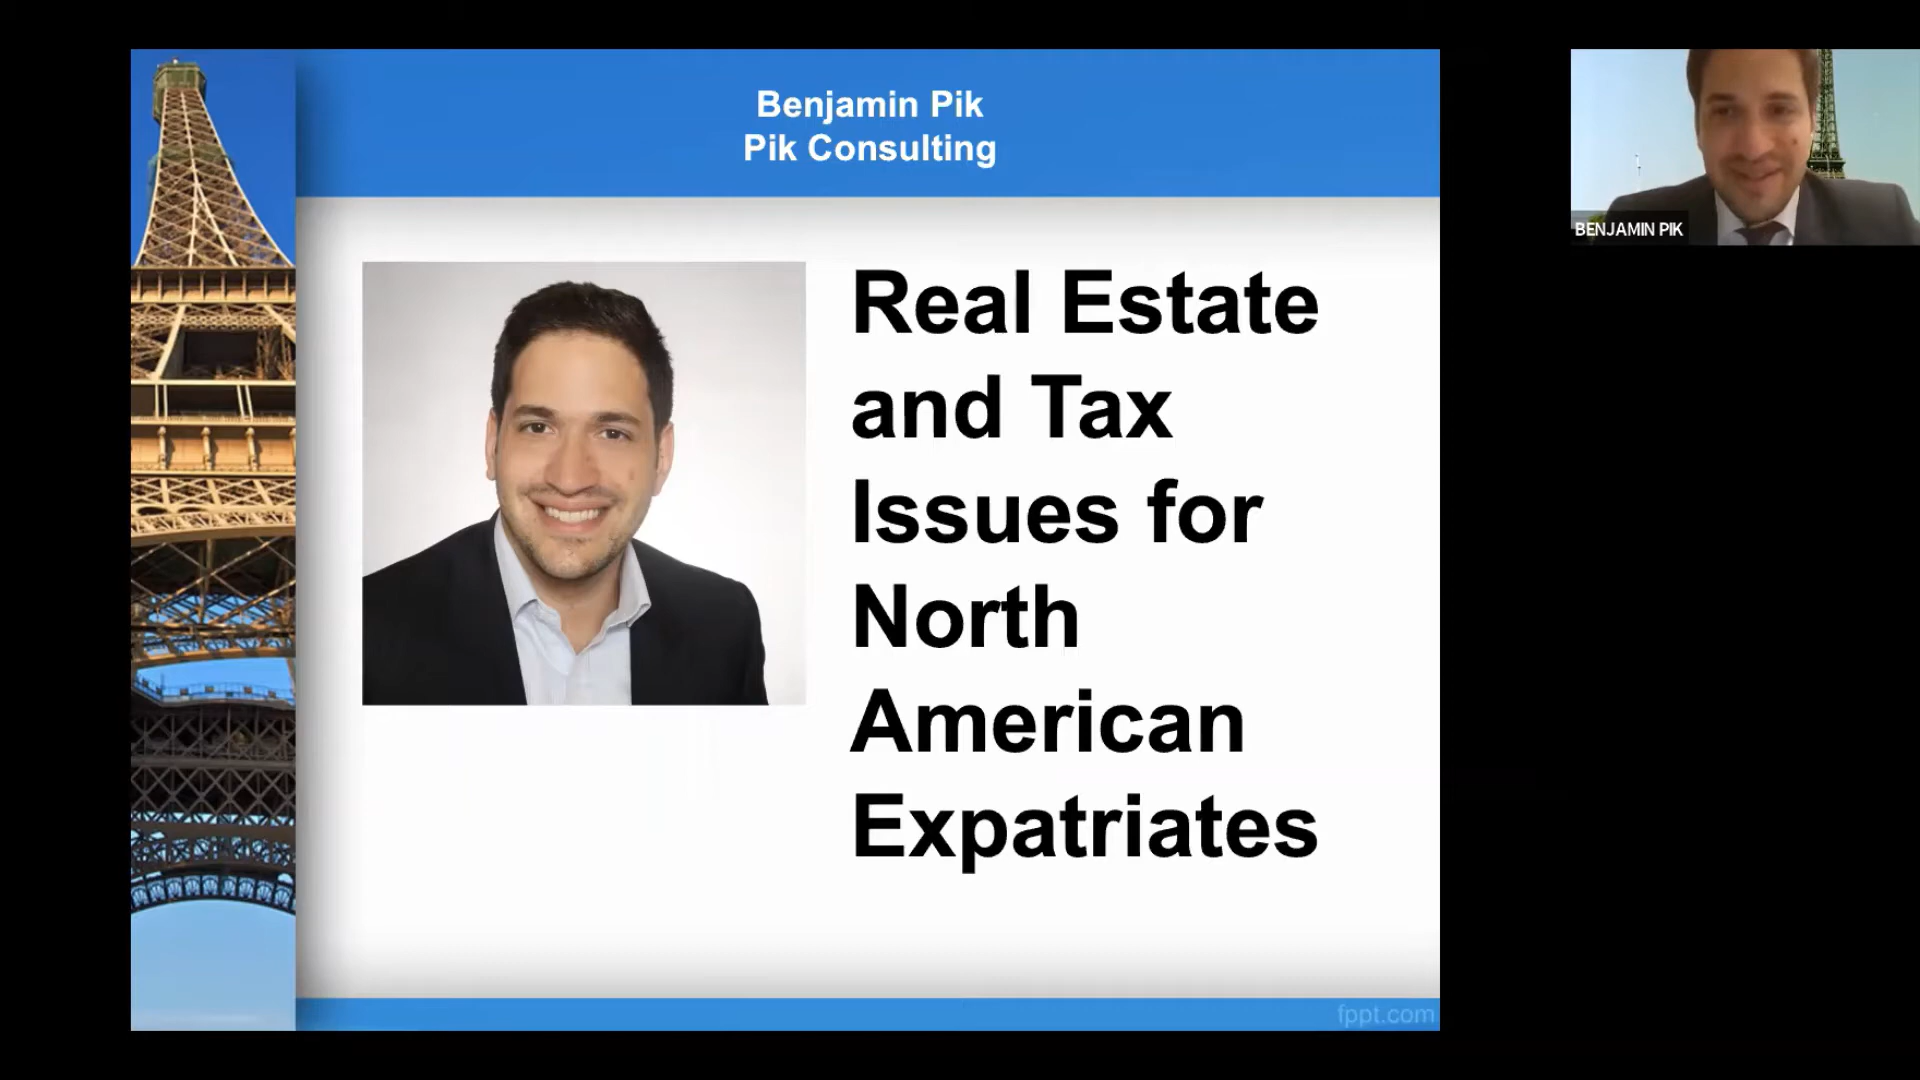 Benjamin Pik
Pik Consulting
Real Estate
and Tax
Issues for
North
American
Expatriates
BENJAMIN PIK
fppt.com